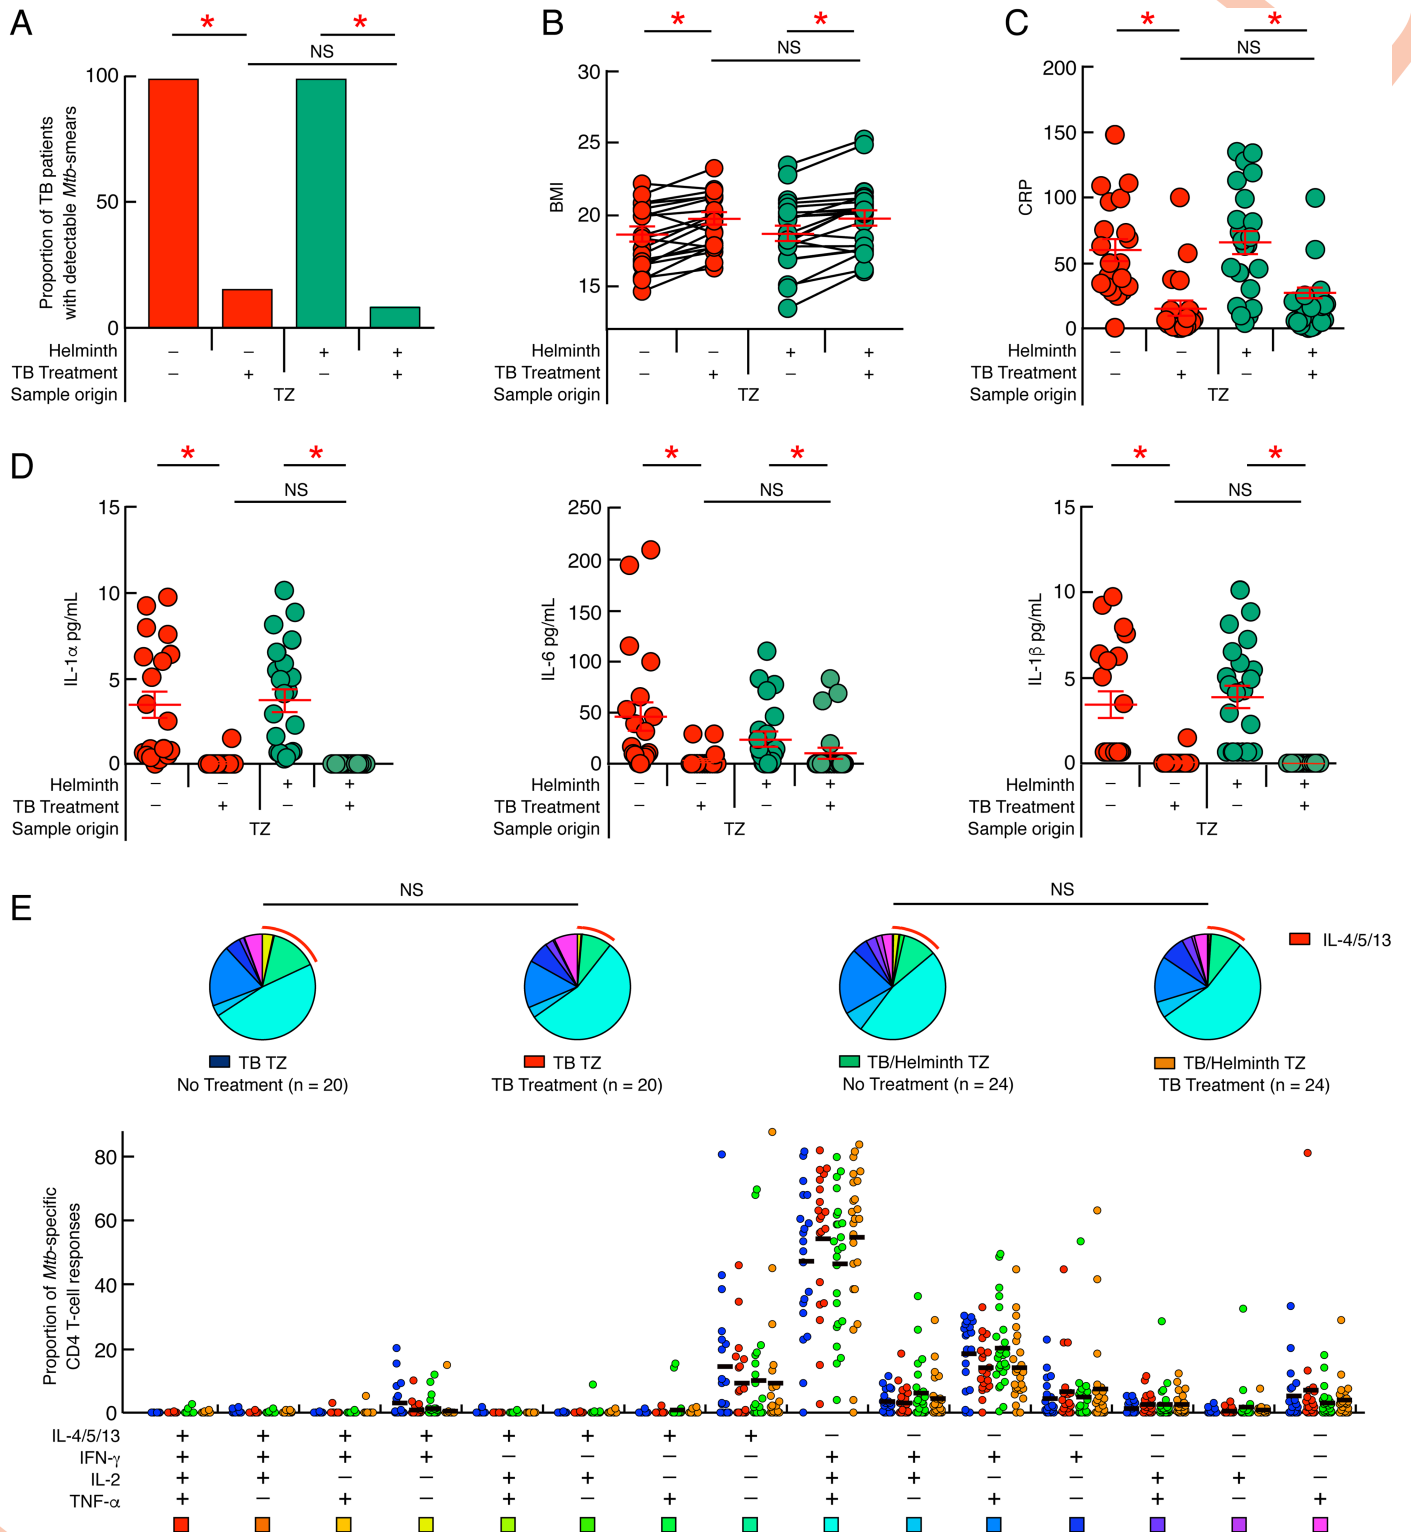 A
*
*
NS
Proportion of TB patients
with detectable Mtb-smears
100
50
0
Helminth – – + +
TB Treatment – + – +
Sample origin TZ
B
*
*
NS
BMI
30
25
20
15
Helminth – – + +
TB Treatment – + – +
Sample origin TZ
C
*
*
NS
CRP
200
150
100
50
0
Helminth – – + +
TB Treatment – + – +
Sample origin TZ
D
*
*
NS
IL-1α pg/mL
15
10
5
0
Helminth – – + +
TB Treatment – + – +
Sample origin TZ
*
*
NS
IL-6 pg/mL
250
200
150
100
50
0
Helminth – – + +
TB Treatment – + – +
Sample origin TZ
*
*
NS
IL-1β pg/mL
15
10
5
0
Helminth – – + +
TB Treatment – + – +
Sample origin TZ
E
NS
NS
IL-4/5/13
TB TZ
No Treatment (n = 20)
TB TZ
TB Treatment (n = 20)
TB/Helminth TZ
No Treatment (n = 24)
TB/Helminth TZ
TB Treatment (n = 24)
Proportion of Mtb-specific
CD4 T-cell responses
80
60
40
20
0
IL-4/5/13 + + + + + + + + – – – – – – –
IFN-γ + + + + – – – – + + + + – – –
IL-2 + + – – + + – – + + – – + + –
TNF-α + – + – + – + – + – + – + – +